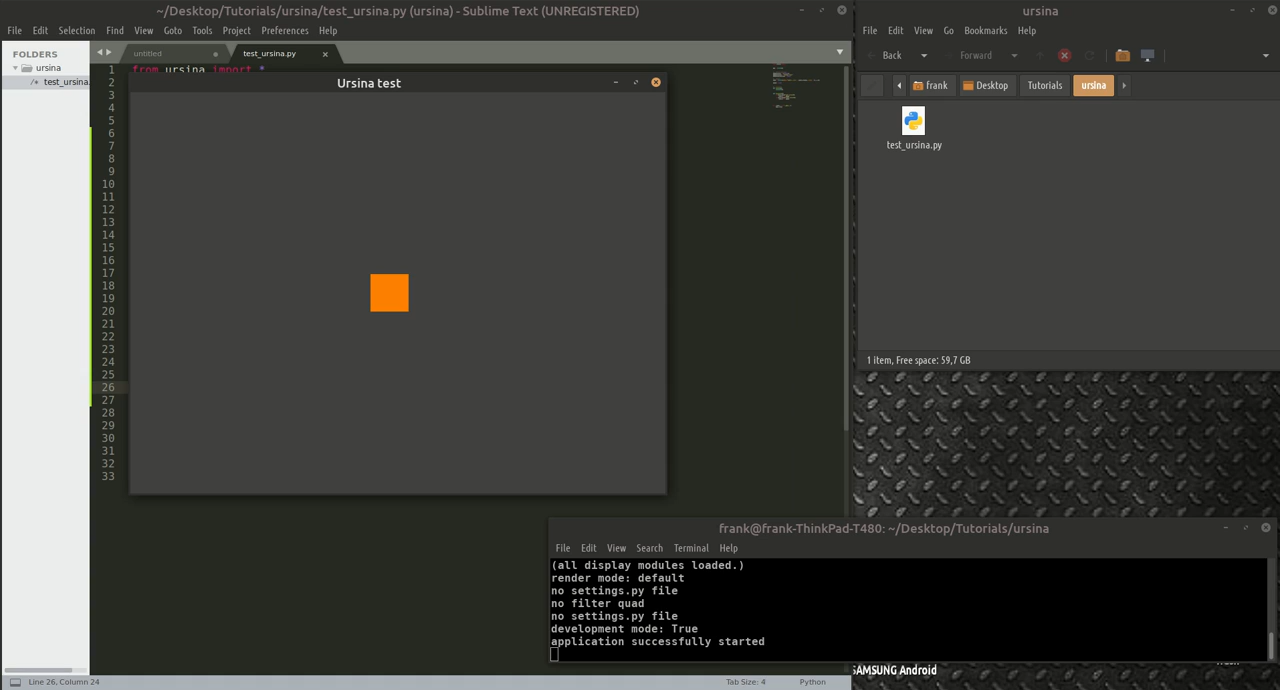 ~/Desktop/Tutorials/ursina/test_ursina.py (ursina) - Sublime Text (UNREGISTERED)
File Edit Selection Find View Goto Tools Project Preferences Help
FOLDERS
ursina
/* test_ursina.
untitled
test_ursina.py
1 from ursina import *
2
3
4
5
6
7
8
9
10
11
12
13
14
15
16
17
18
19
20
21
22
23
24
25
26
27
28
29
30
31
32
33
Ursina test
Line 26, Column 24
Tab Size: 4
Python
ursina
File Edit View Go Bookmarks Help
Back
Forward
frank Desktop Tutorials ursina
test_ursina.py
1 item, Free space: 59,7 GB
frank@frank-ThinkPad-T480: ~/Desktop/Tutorials/ursina
File Edit View Search Terminal Help
(all display modules loaded.)
render mode: default
no settings.py file
no filter quad
no settings.py file
development mode: True
application successfully started
SAMSUNG Android